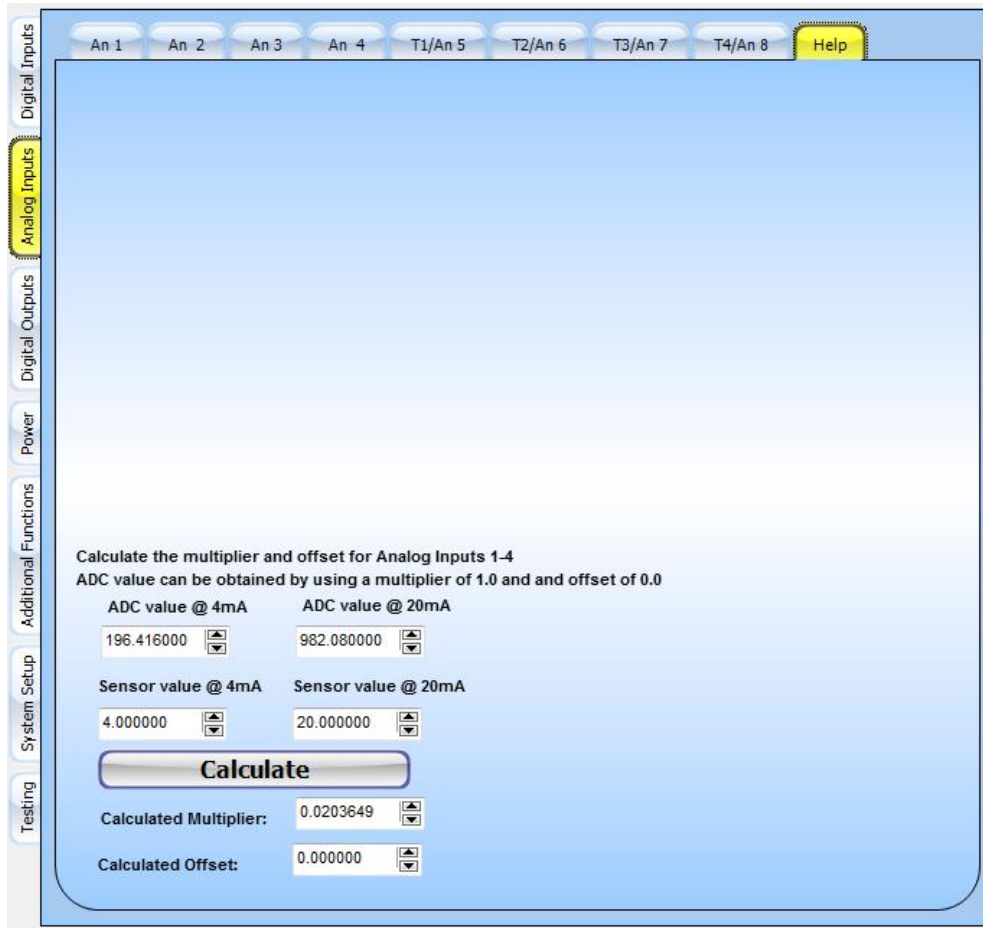 An 1 An 2 An 3 An 4 T1/An 5 T2/An 6 T3/An 7 T4/An 8 Help
Digital Inputs
Analog Inputs
Digital Outputs
Power
Additional Functions
System Setup
Testing
Calculate the multiplier and offset for Analog Inputs 1-4
ADC value can be obtained by using a multiplier of 1.0 and and offset of 0.0
ADC value @ 4mA ADC value @ 20mA
196.416000 982.080000
Sensor value @ 4mA Sensor value @ 20mA
4.000000 20.000000
Calculate
Calculated Multiplier: 0.0203649
Calculated Offset: 0.000000